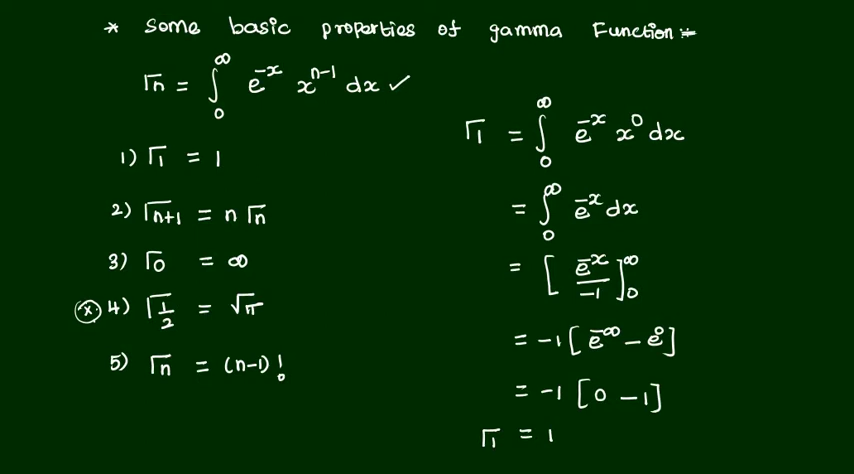 * Some basic properties of gamma Function :-
Γn = ∫₀^∞ e^-x x^n-1 dx ✓
1) Γ1 = 1
2) Γn+1 = n Γn
3) Γ0 = ∞
(*) 4) Γ1/2 = √π
5) Γn = (n-1)!
Γ1 = ∫₀^∞ e^-x x^0 dx
= ∫₀^∞ e^-x dx
= [ e^-x / -1 ]₀^∞
= -1 [ e^-∞ - e^0 ]
= -1 [ 0 - 1 ]
Γ1 = 1